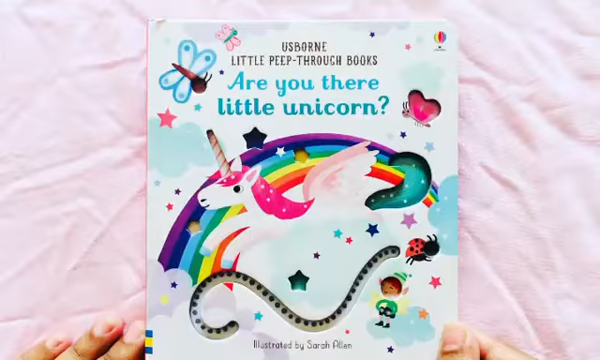 USBORNE
LITTLE PEEP-THROUGH BOOKS
Are you there
little unicorn?
Illustrated by Sarah Allen